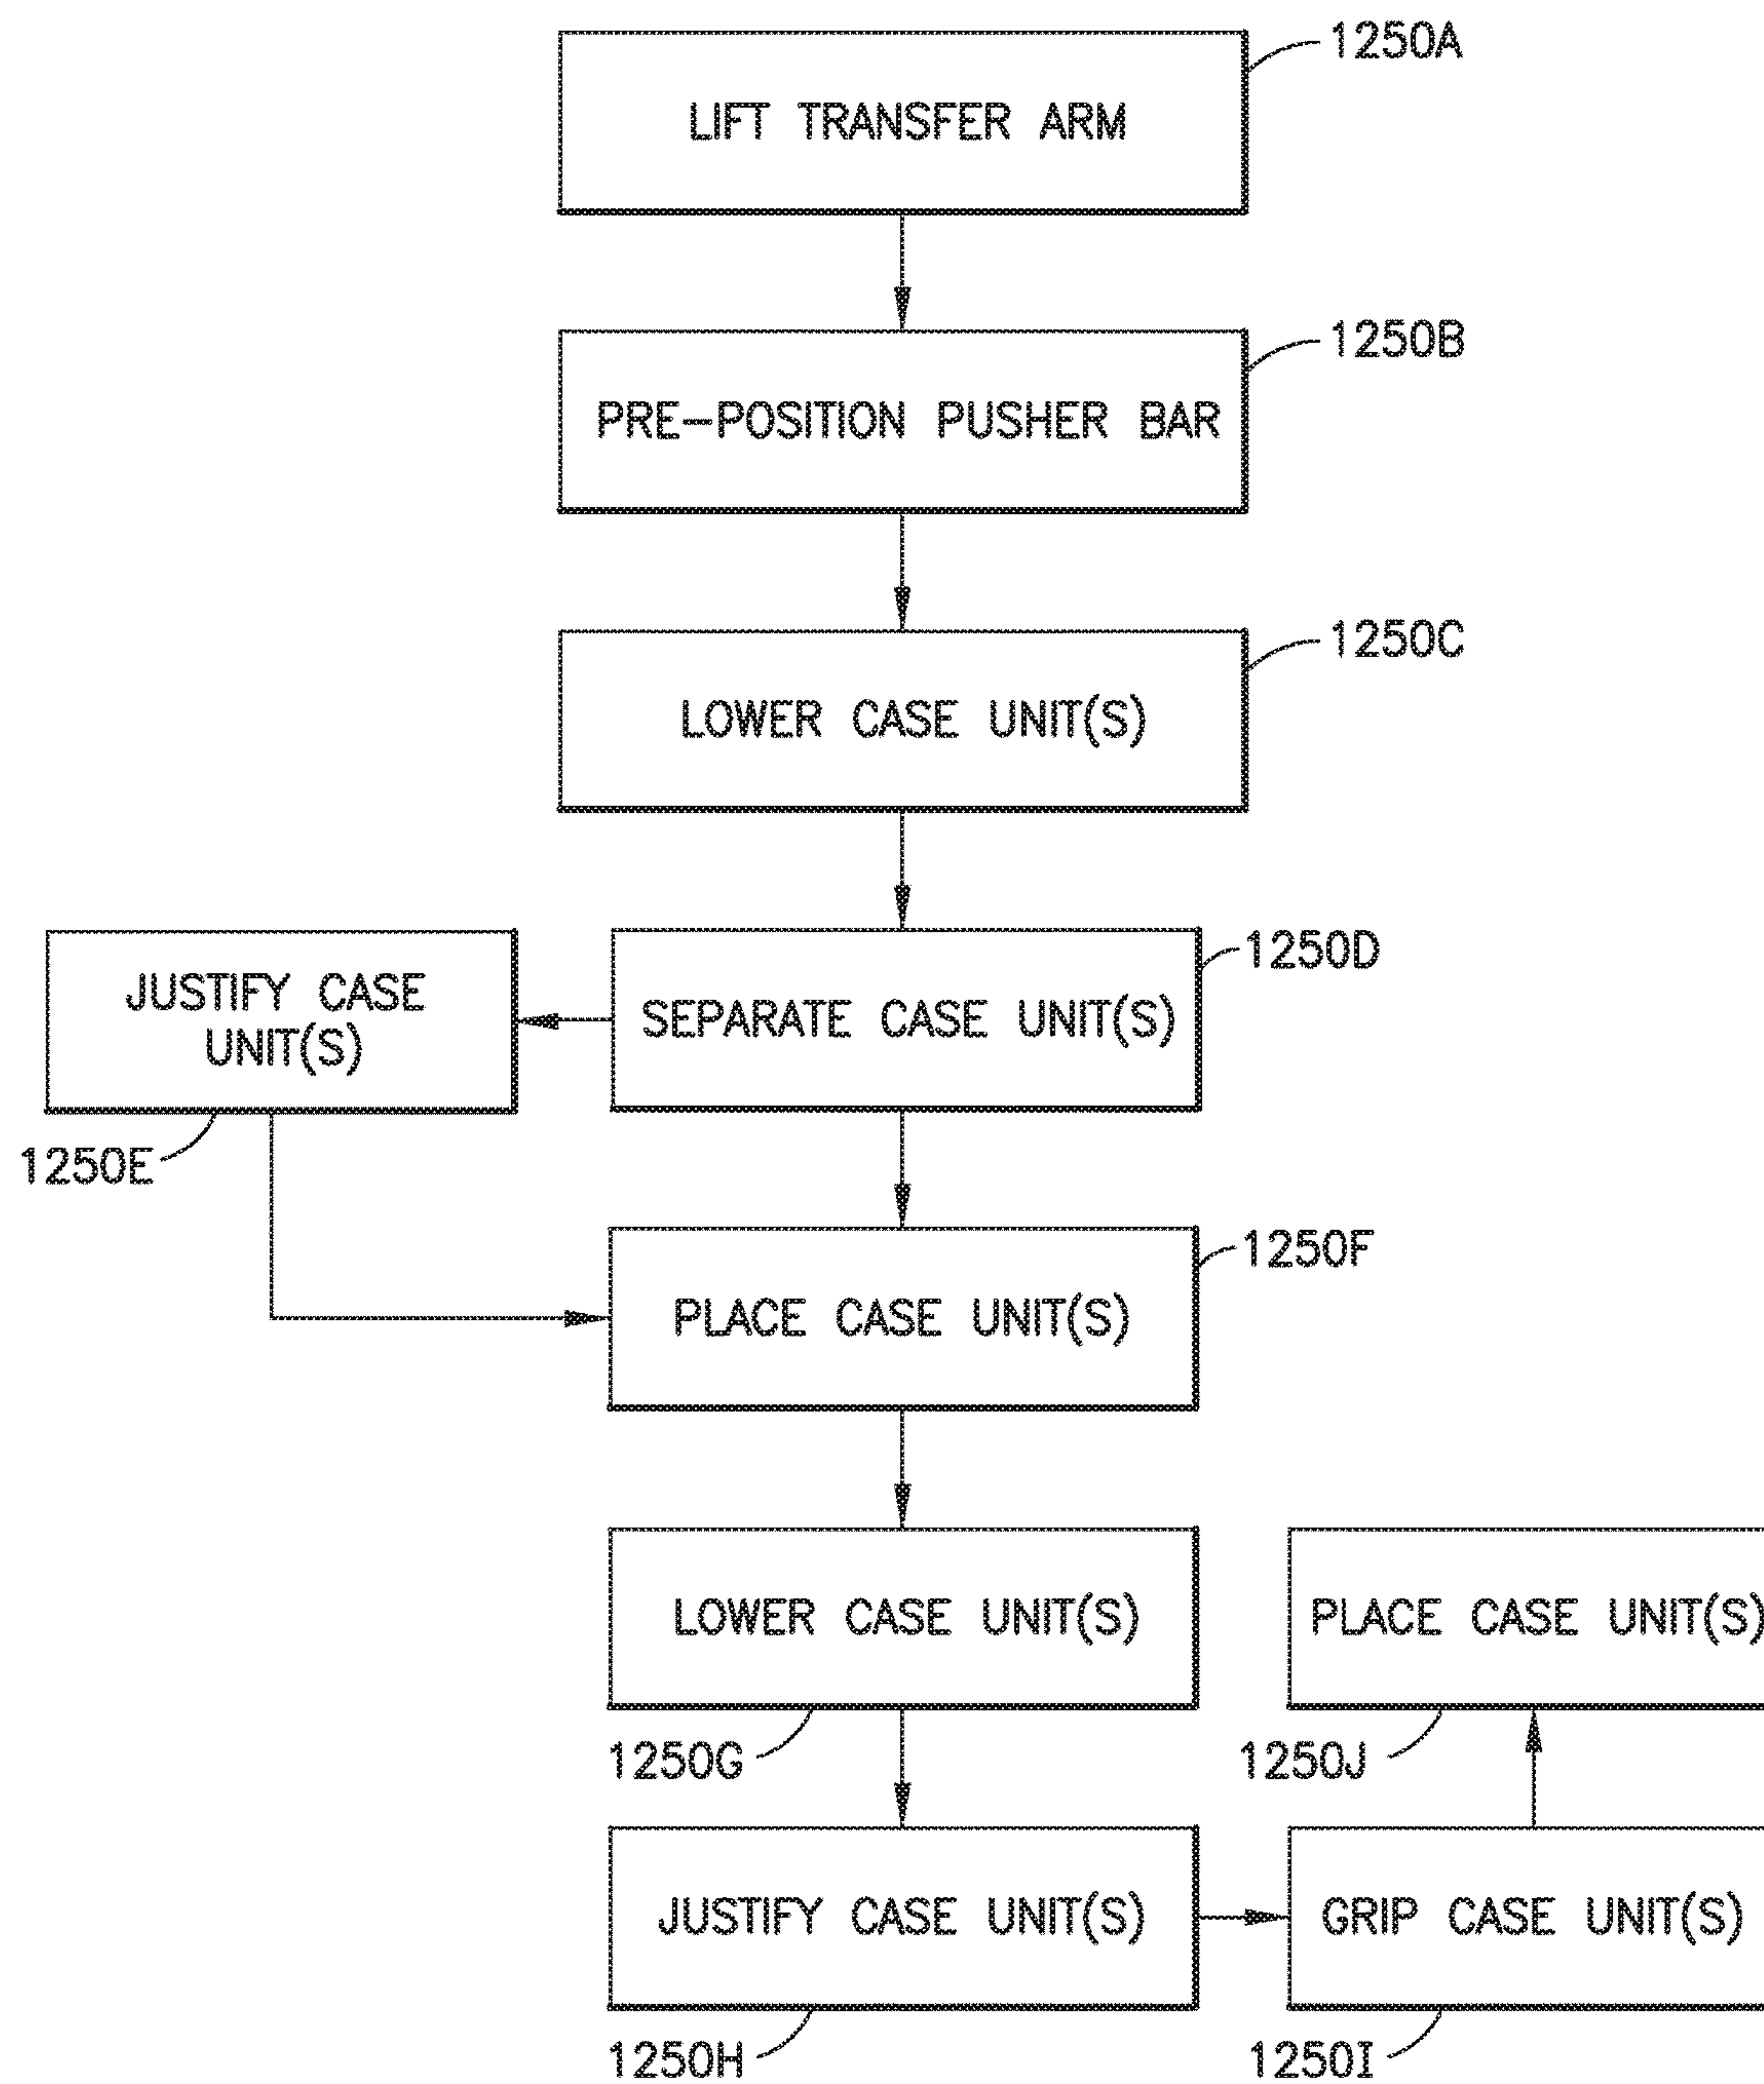 1250A
LIFT TRANSFER ARM
1250B
PRE-POSITION PUSHER BAR
1250C
LOWER CASE UNIT(S)
1250D
JUSTIFY CASE
UNIT(S)
SEPARATE CASE UNIT(S)
1250E
1250F
PLACE CASE UNIT(S)
LOWER CASE UNIT(S)
PLACE CASE UNIT(S)
1250G
1250J
JUSTIFY CASE UNIT(S)
GRIP CASE UNIT(S)
1250H
1250I